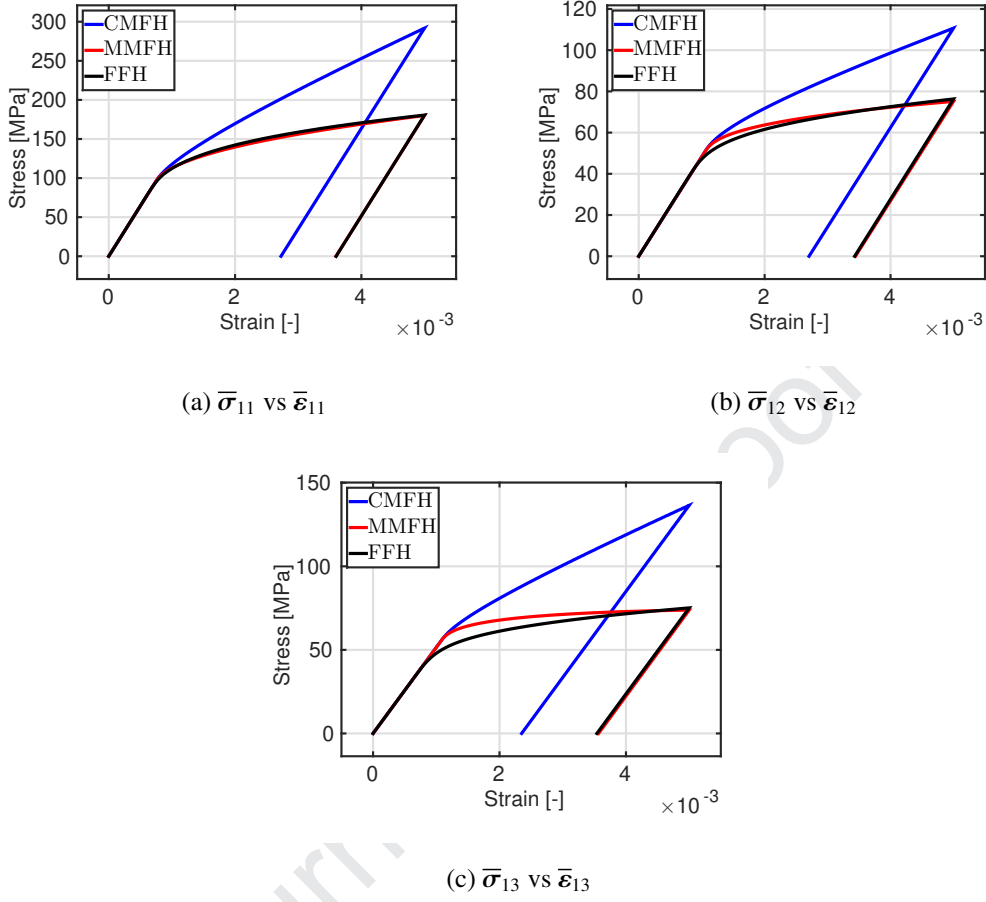 300
250
200
150
100
50
0
Stress [MPa]
CMFH
MMFH
FFH
0 2 4
Strain [-]
×10⁻³
(a) σ̅₁₁ vs ε̅₁₁
120
100
80
60
40
20
0
Stress [MPa]
CMFH
MMFH
FFH
0 2 4
Strain [-]
×10⁻³
(b) σ̅₁₂ vs ε̅₁₂
150
100
50
0
Stress [MPa]
CMFH
MMFH
FFH
0 2 4
Strain [-]
×10⁻³
(c) σ̅₁₃ vs ε̅₁₃